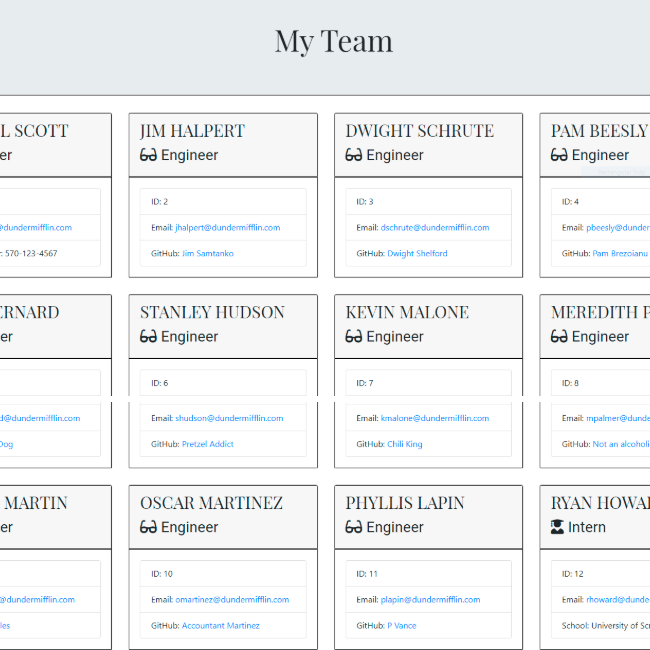 My Team
L SCOTT
JIM HALPERT
DWIGHT SCHRUTE
PAM BEESLY
er
Engineer
Engineer
Engineer
ID: 2
ID: 3
ID: 4
@dundermifflin.com
Email: jhalpert@dundermifflin.com
Email: dschrute@dundermifflin.com
Email: pbeesly@dunder
: 570-123-4567
GitHub: Jim Samtanko
GitHub: Dwight Shelford
GitHub: Pam Brezoianu
ERNARD
STANLEY HUDSON
KEVIN MALONE
MEREDITH P
er
Engineer
Engineer
Engineer
ID: 6
ID: 7
ID: 8
d@dundermifflin.com
Email: shudson@dundermifflin.com
Email: kmalone@dundermifflin.com
Email: mpalmer@dunde
Dog
GitHub: Pretzel Addict
GitHub: Chili King
GitHub: Not an alcoholi
MARTIN
OSCAR MARTINEZ
PHYLLIS LAPIN
RYAN HOWA
er
Engineer
Engineer
Intern
ID: 10
ID: 11
ID: 12
@dundermifflin.com
Email: omartinez@dundermifflin.com
Email: plapin@dundermifflin.com
Email: rhoward@dunde
les
GitHub: Accountant Martinez
GitHub: P Vance
School: University of Scr